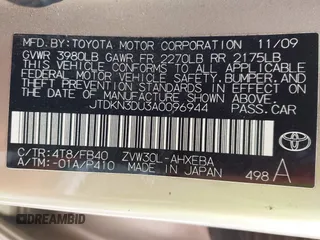 MFD. BY: TOYOTA MOTOR CORPORATION 11/09
GVWR 3980LB GAWR FR 2270LB RR 2175LB
THIS VEHICLE CONFORMS TO ALL APPLICABLE
FEDERAL MOTOR VEHICLE SAFETY, BUMPER,
AND THEFT PREVENTION STANDARDS IN EFFECT
ON THE DATE OF MANUFACTURE SHOWN ABOVE.
JTDKN3DU3A0096944 PASS.CAR
C/TR: 4T8/FB40 ZVW30L-AHXEBA
A/TM: -01A/P410 MADE IN JAPAN 498 A
TOYOTA
DREAMBID